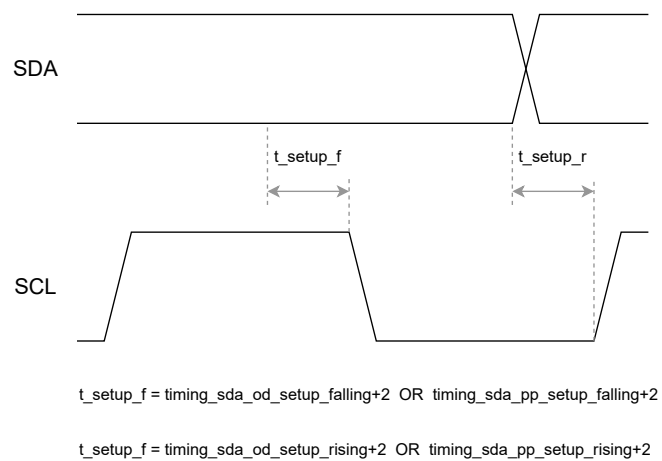 SDA
t_setup_f
t_setup_r
SCL
t_setup_f = timing_sda_od_setup_falling+2 OR timing_sda_pp_setup_falling+2
t_setup_f = timing_sda_od_setup_rising+2 OR timing_sda_pp_setup_rising+2